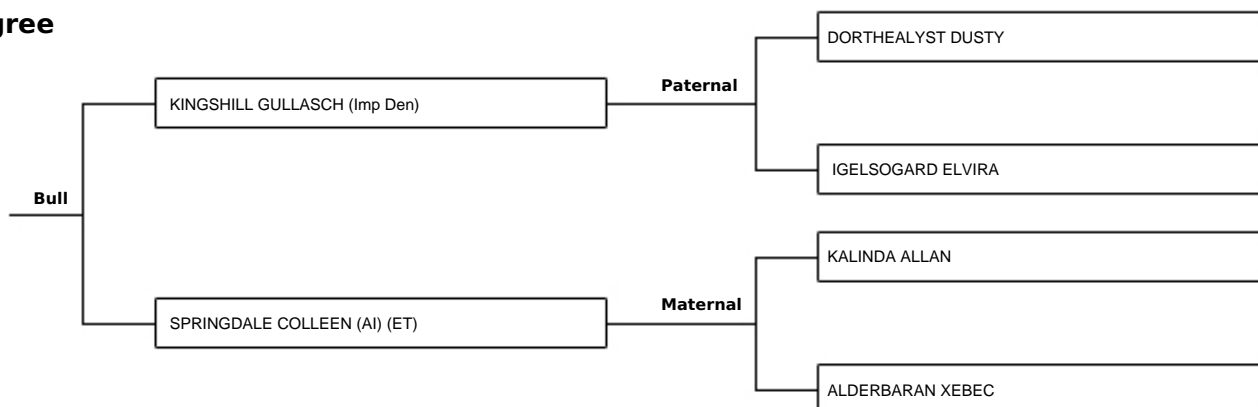 gree
DORTHEALYST DUSTY
KINGSHILL GULLASCH (Imp Den)
Paternal
IGELSOGARD ELVIRA
Bull
KALINDA ALLAN
SPRINGDALE COLLEEN (AI) (ET)
Maternal
ALDERBARAN XEBEC